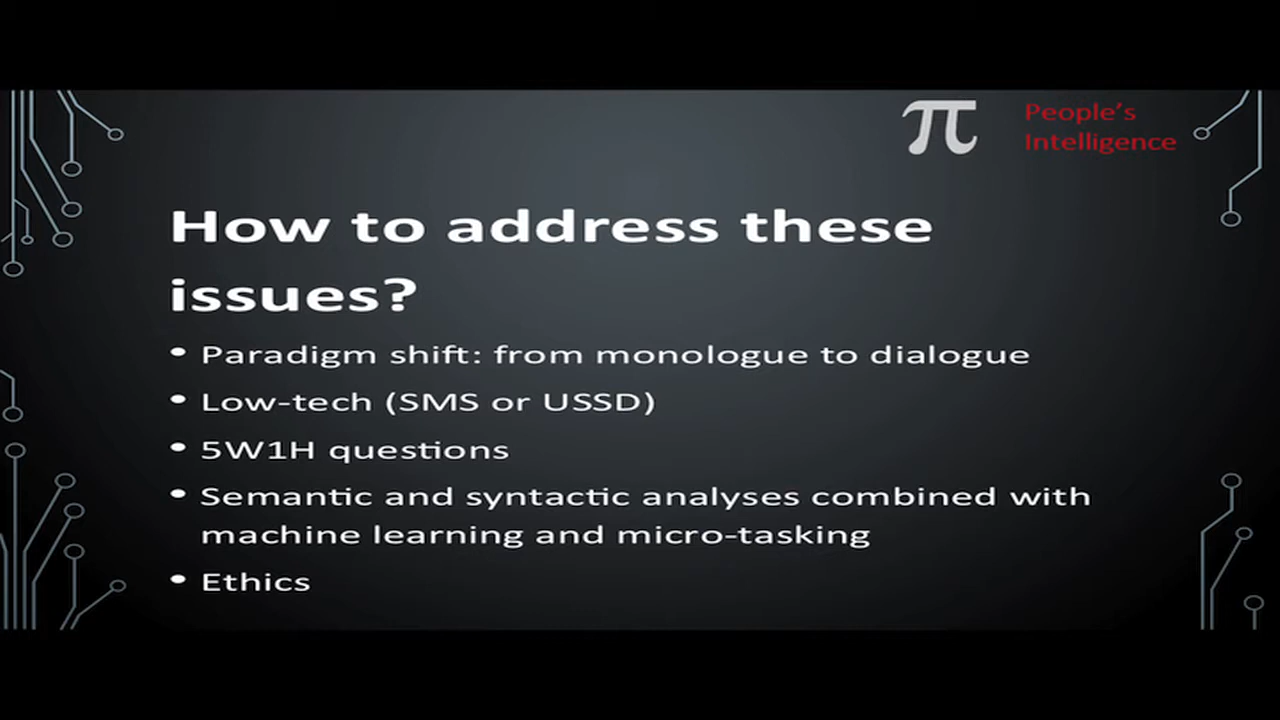 π People's
Intelligence
How to address these
issues?
• Paradigm shift: from monologue to dialogue
• Low-tech (SMS or USSD)
• 5W1H questions
• Semantic and syntactic analyses combined with
machine learning and micro-tasking
• Ethics